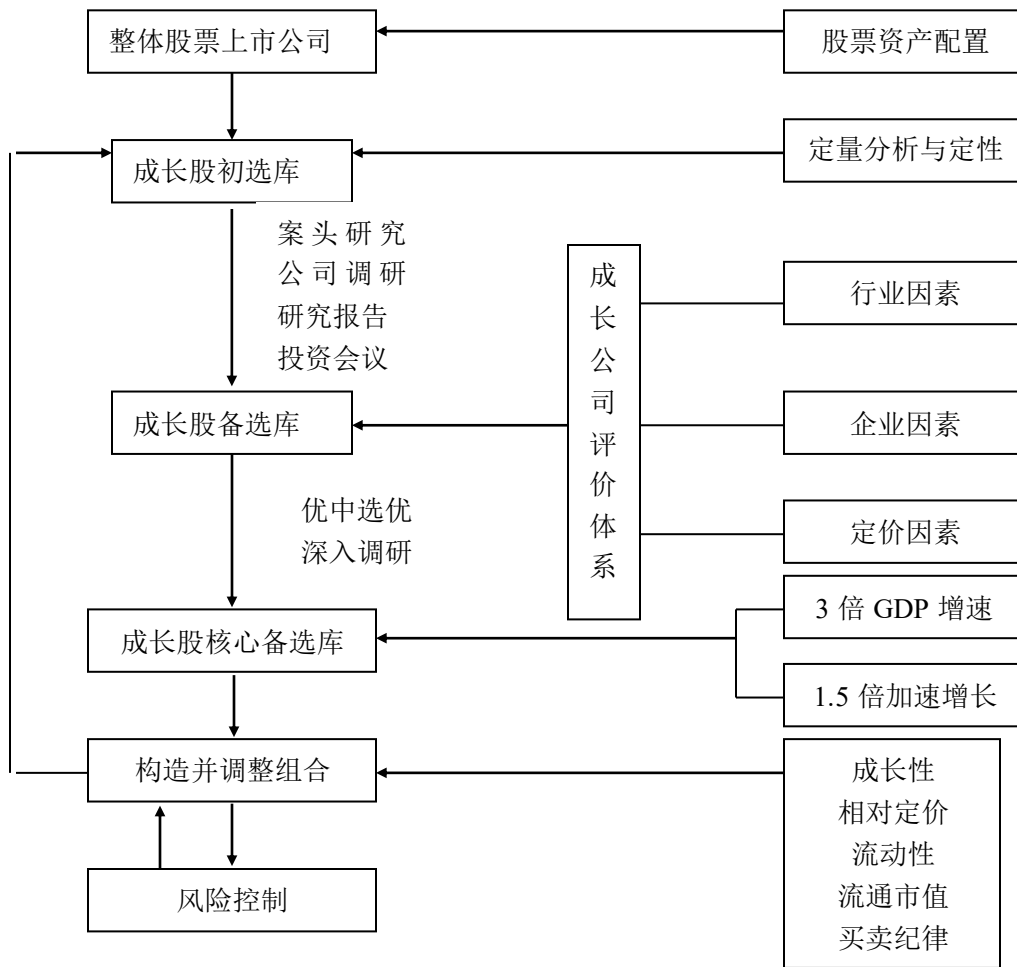 整体股票上市公司
股票资产配置
成长股初选库
定量分析与定性
案头研究
公司调研
研究报告
投资会议
成长公司评价体系
行业因素
成长股备选库
企业因素
优中选优
深入调研
定价因素
3 倍 GDP 增速
成长股核心备选库
1.5 倍加速增长
构造并调整组合
成长性
相对定价
流动性
流通市值
买卖纪律
风险控制